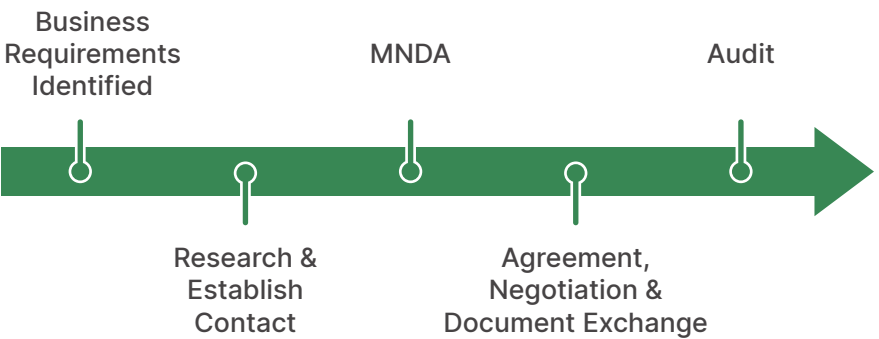 Business
Requirements
Identified
Research &
Establish
Contact
MNDA
Agreement,
Negotiation &
Document Exchange
Audit